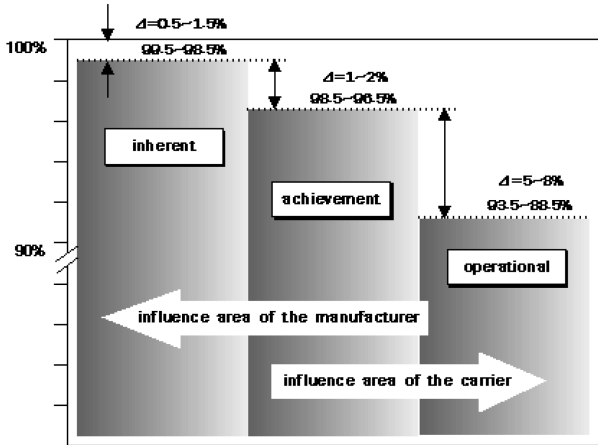 Δ=0.5~1.5%
100%
99.5~98.5%
Δ=1~2%
98.5~96.5%
inherent
Δ=5~8%
achievement
93.5~88.5%
90%
operational
influence area of the manufacturer
influence area of the carrier